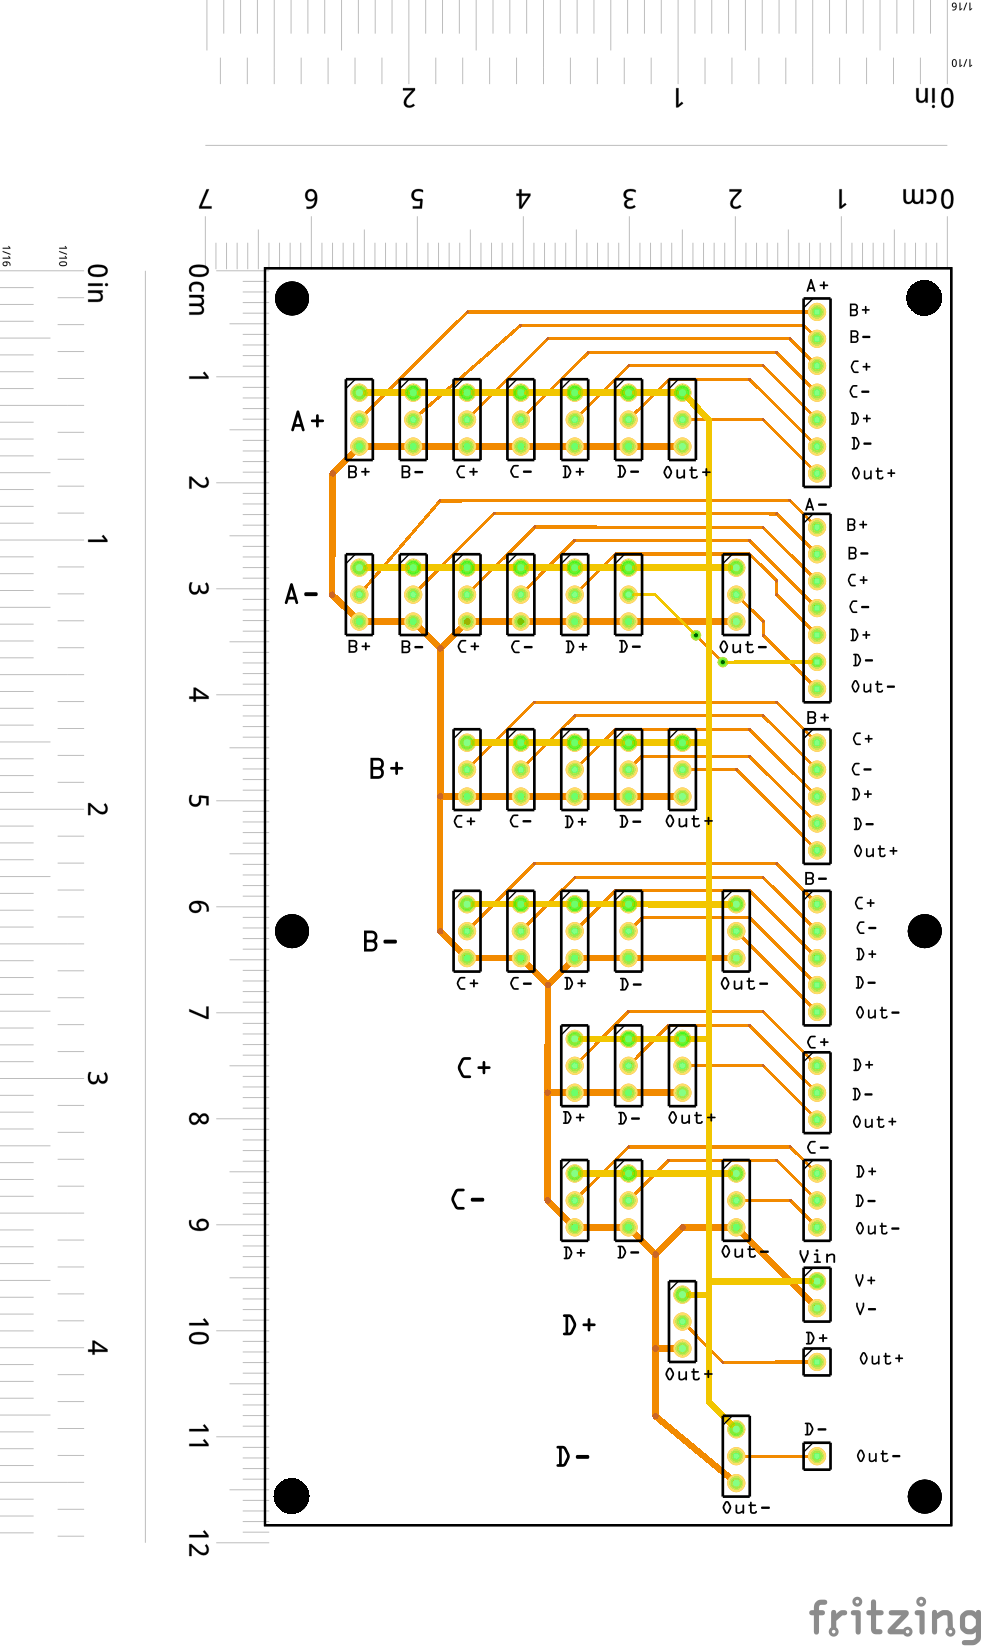 1/16
1/10
2 1 0in
7 6 5 4 3 2 1 0cm
1/16 1/10 0in 0cm
1 2 3 4 5 6 7 8 9 10 11 12
1 2 3 4
A+
B+
B-
C+
C-
D+
D-
Out+
A+
B+ B- C+ C- D+ D- Out+
A-
B+
B-
C+
C-
D+
D-
Out-
A-
B+ B- C+ C- D+ D- Out-
B+
C+
C-
D+
D-
Out+
B+
C+ C- D+ D- Out+
B-
C+
C-
D+
D-
Out-
B-
C+ C- D+ D- Out-
C+
D+
D-
Out+
C+
D+ D- Out+
C-
D+
D-
Out-
C-
D+ D- Out-
Vin
V+
V-
D+
Out+
D+
Out+
D-
Out-
D-
Out-
fritzing